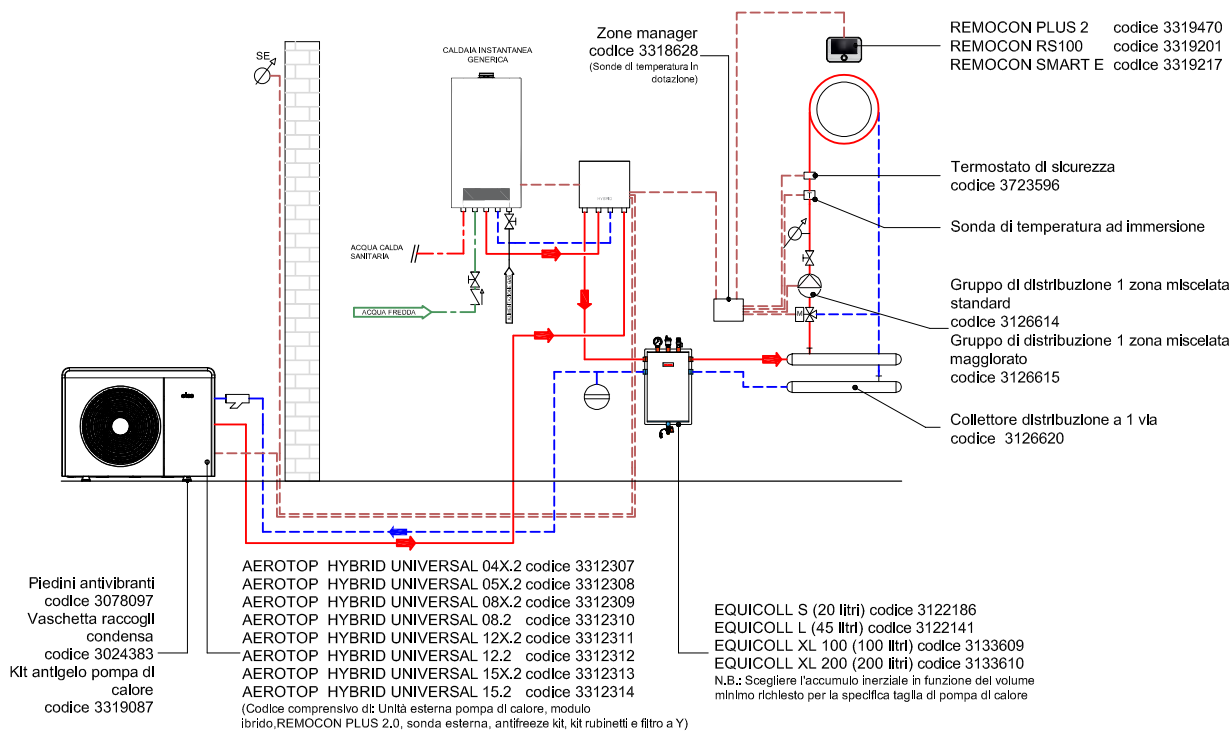 SE
CALDAIA INSTANTANEA
GENERICA
Zone manager
codice 3318628
(Sonde di temperatura in
dotazione)
REMOCON PLUS 2 codice 3319470
REMOCON RS100 codice 3319201
REMOCON SMART E codice 3319217
Termostato di sicurezza
codice 3723596
Sonda di temperatura ad immersione
HYBRID
ACQUA CALDA
SANITARIA
ACQUA FREDDA
T
M
Gruppo di distribuzione 1 zona miscelata
standard
codice 3126614
Gruppo di distribuzione 1 zona miscelata
maggiorato
codice 3126615
Collettore distribuzione a 1 via
codice 3126620
Piedini antivibranti
codice 3078097
Vaschetta raccogli
condensa
codice 3024383
Kit antigelo pompa di
calore
codice 3319087
AEROTOP HYBRID UNIVERSAL 04X.2 codice 3312307
AEROTOP HYBRID UNIVERSAL 05X.2 codice 3312308
AEROTOP HYBRID UNIVERSAL 08X.2 codice 3312309
AEROTOP HYBRID UNIVERSAL 08.2 codice 3312310
AEROTOP HYBRID UNIVERSAL 12X.2 codice 3312311
AEROTOP HYBRID UNIVERSAL 12.2 codice 3312312
AEROTOP HYBRID UNIVERSAL 15X.2 codice 3312313
AEROTOP HYBRID UNIVERSAL 15.2 codice 3312314
(Codice comprensivo di: Unità esterna pompa di calore, modulo
ibrido,REMOCON PLUS 2.0, sonda esterna, antifreeze kit, kit rubinetti e filtro a Y)
EQUICOLL S (20 litri) codice 3122186
EQUICOLL L (45 litri) codice 3122141
EQUICOLL XL 100 (100 litri) codice 3133609
EQUICOLL XL 200 (200 litri) codice 3133610
N.B.: Scegliere l'accumulo inerziale in funzione del volume
minimo richiesto per la specifica taglia di pompa di calore